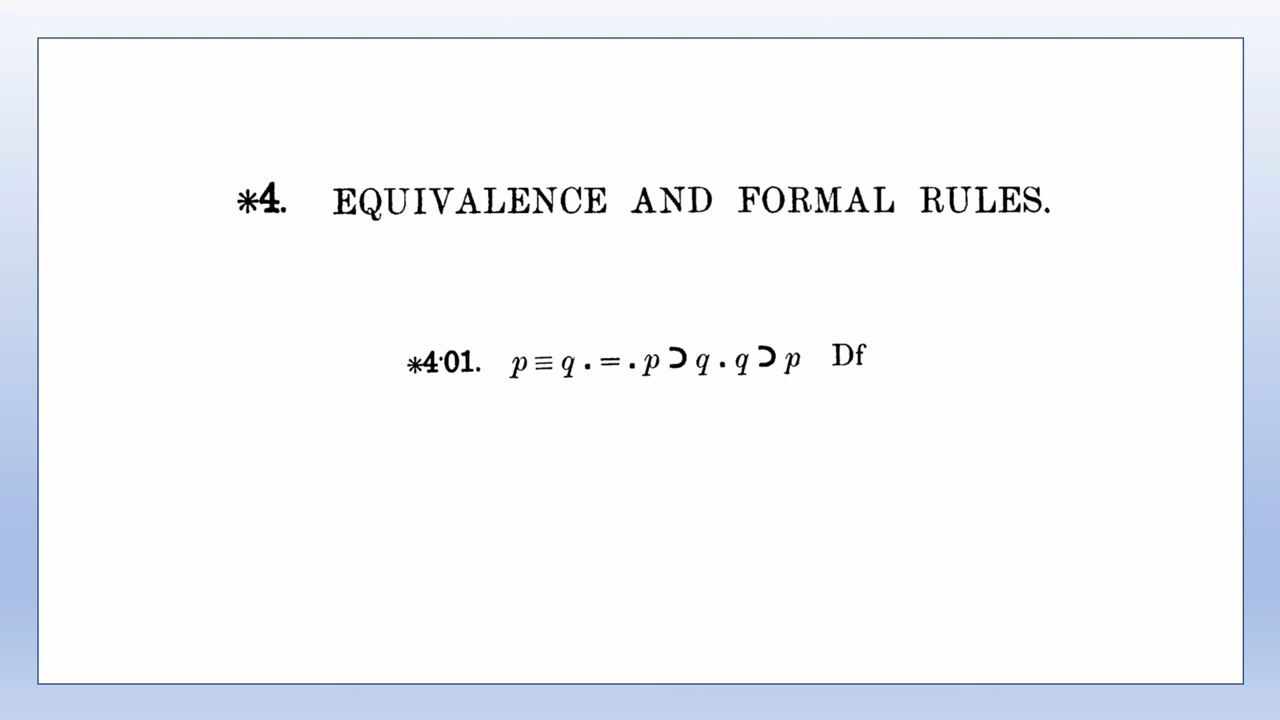 *4. EQUIVALENCE AND FORMAL RULES.
*4·01. p ≡ q . = . p ⊃ q . q ⊃ p Df